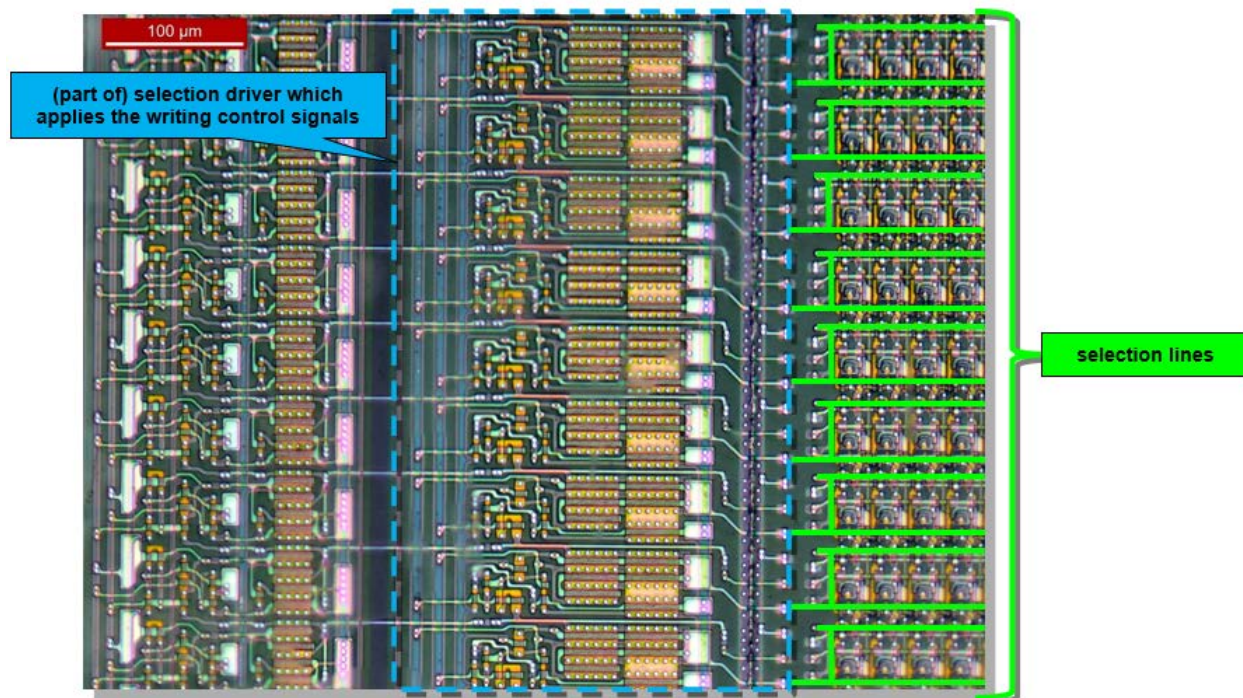 100 µm
(part of) selection driver which
applies the writing control signals
selection lines